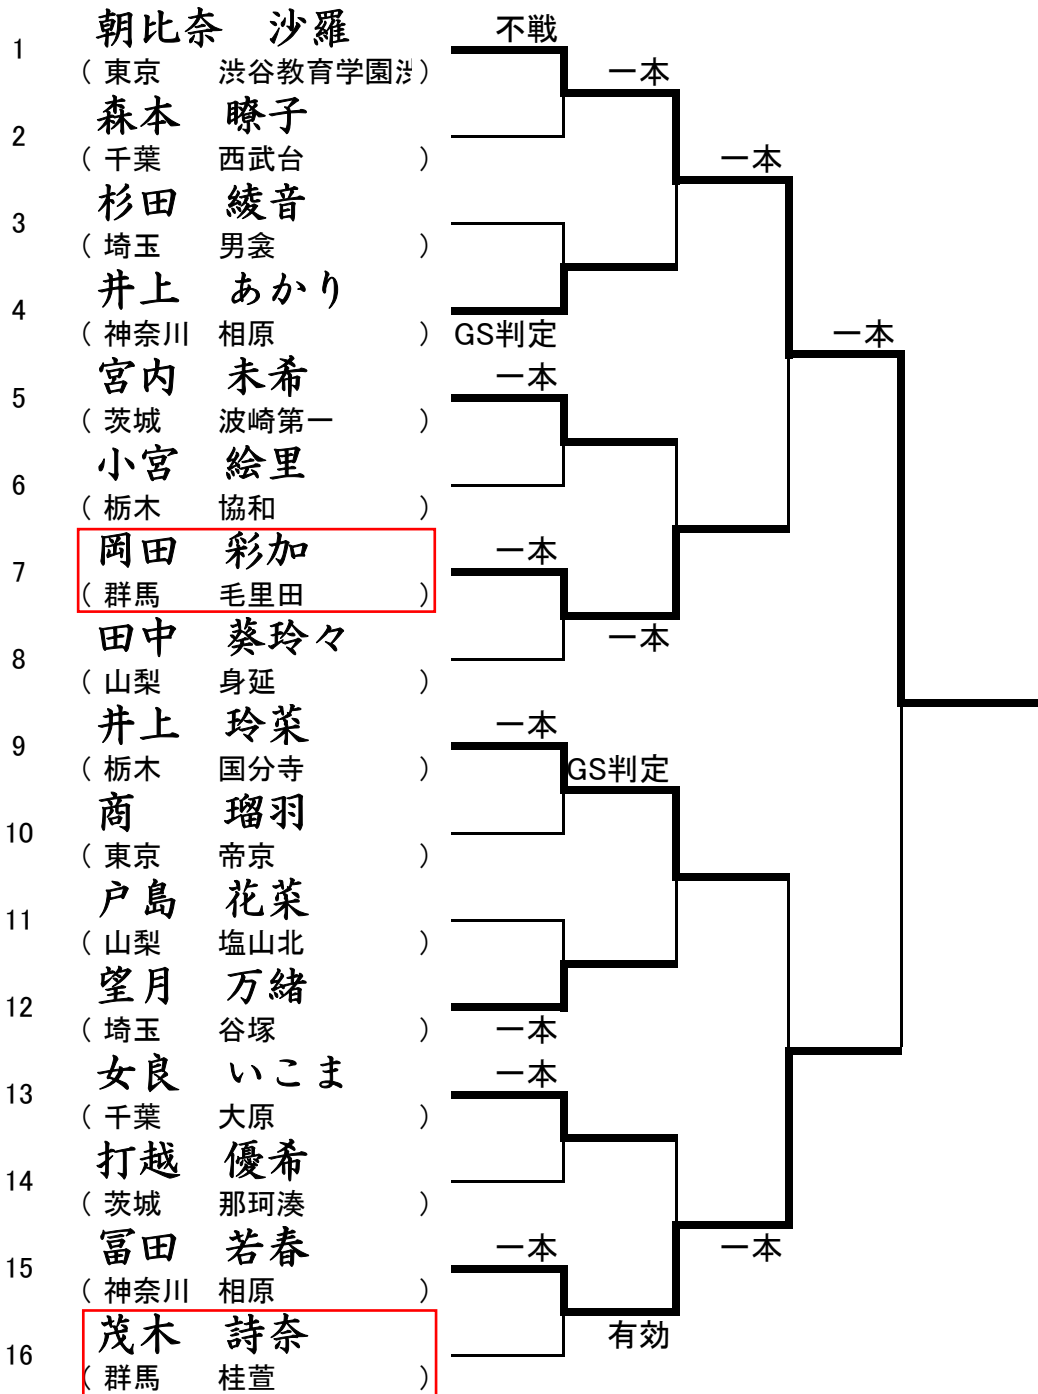 1 朝比奈 沙羅 不戦
( 東京 渋谷教育学園渋 ) 一本
2 森本 瞭子
( 千葉 西武台 ) 一本
3 杉田 綾音
( 埼玉 男衾 )
4 井上 あかり
( 神奈川 相原 ) GS判定 一本
5 宮内 未希 一本
( 茨城 波崎第一 )
6 小宮 絵里
( 栃木 協和 )
7 岡田 彩加 一本
( 群馬 毛里田 )
8 田中 葵玲々 一本
( 山梨 身延 )
9 井上 玲菜 一本
( 栃木 国分寺 ) GS判定
10 商 瑠羽
( 東京 帝京 )
11 戸島 花菜
( 山梨 塩山北 )
12 望月 万緒
( 埼玉 谷塚 ) 一本
13 女良 いこま 一本
( 千葉 大原 )
14 打越 優希
( 茨城 那珂湊 )
15 冨田 若春 一本 一本
( 神奈川 相原 )
16 茂木 詩奈 有効
( 群馬 桂萱 )